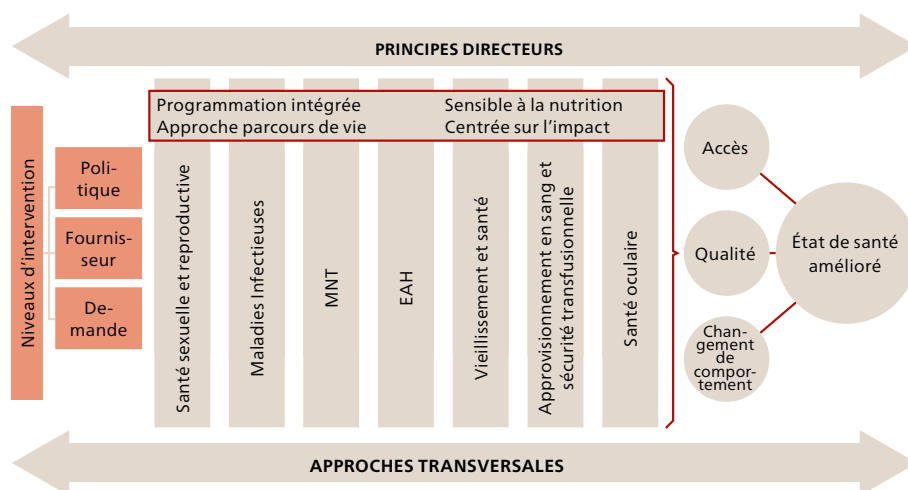 PRINCIPES DIRECTEURS
Programmation intégrée
Approche parcours de vie
Sensible à la nutrition
Centrée sur l'impact
Niveaux d'intervention
Poli-
tique
Fournis-
seur
De-
mande
Santé sexuelle et reproductive
Maladies Infectieuses
MNT
EAH
Vieillissement et santé
Approvisionnement en sang et
sécurité transfusionnelle
Santé oculaire
Accès
Qualité
Chan-
gement
de
compor-
tement
État de santé
amélioré
APPROCHES TRANSVERSALES